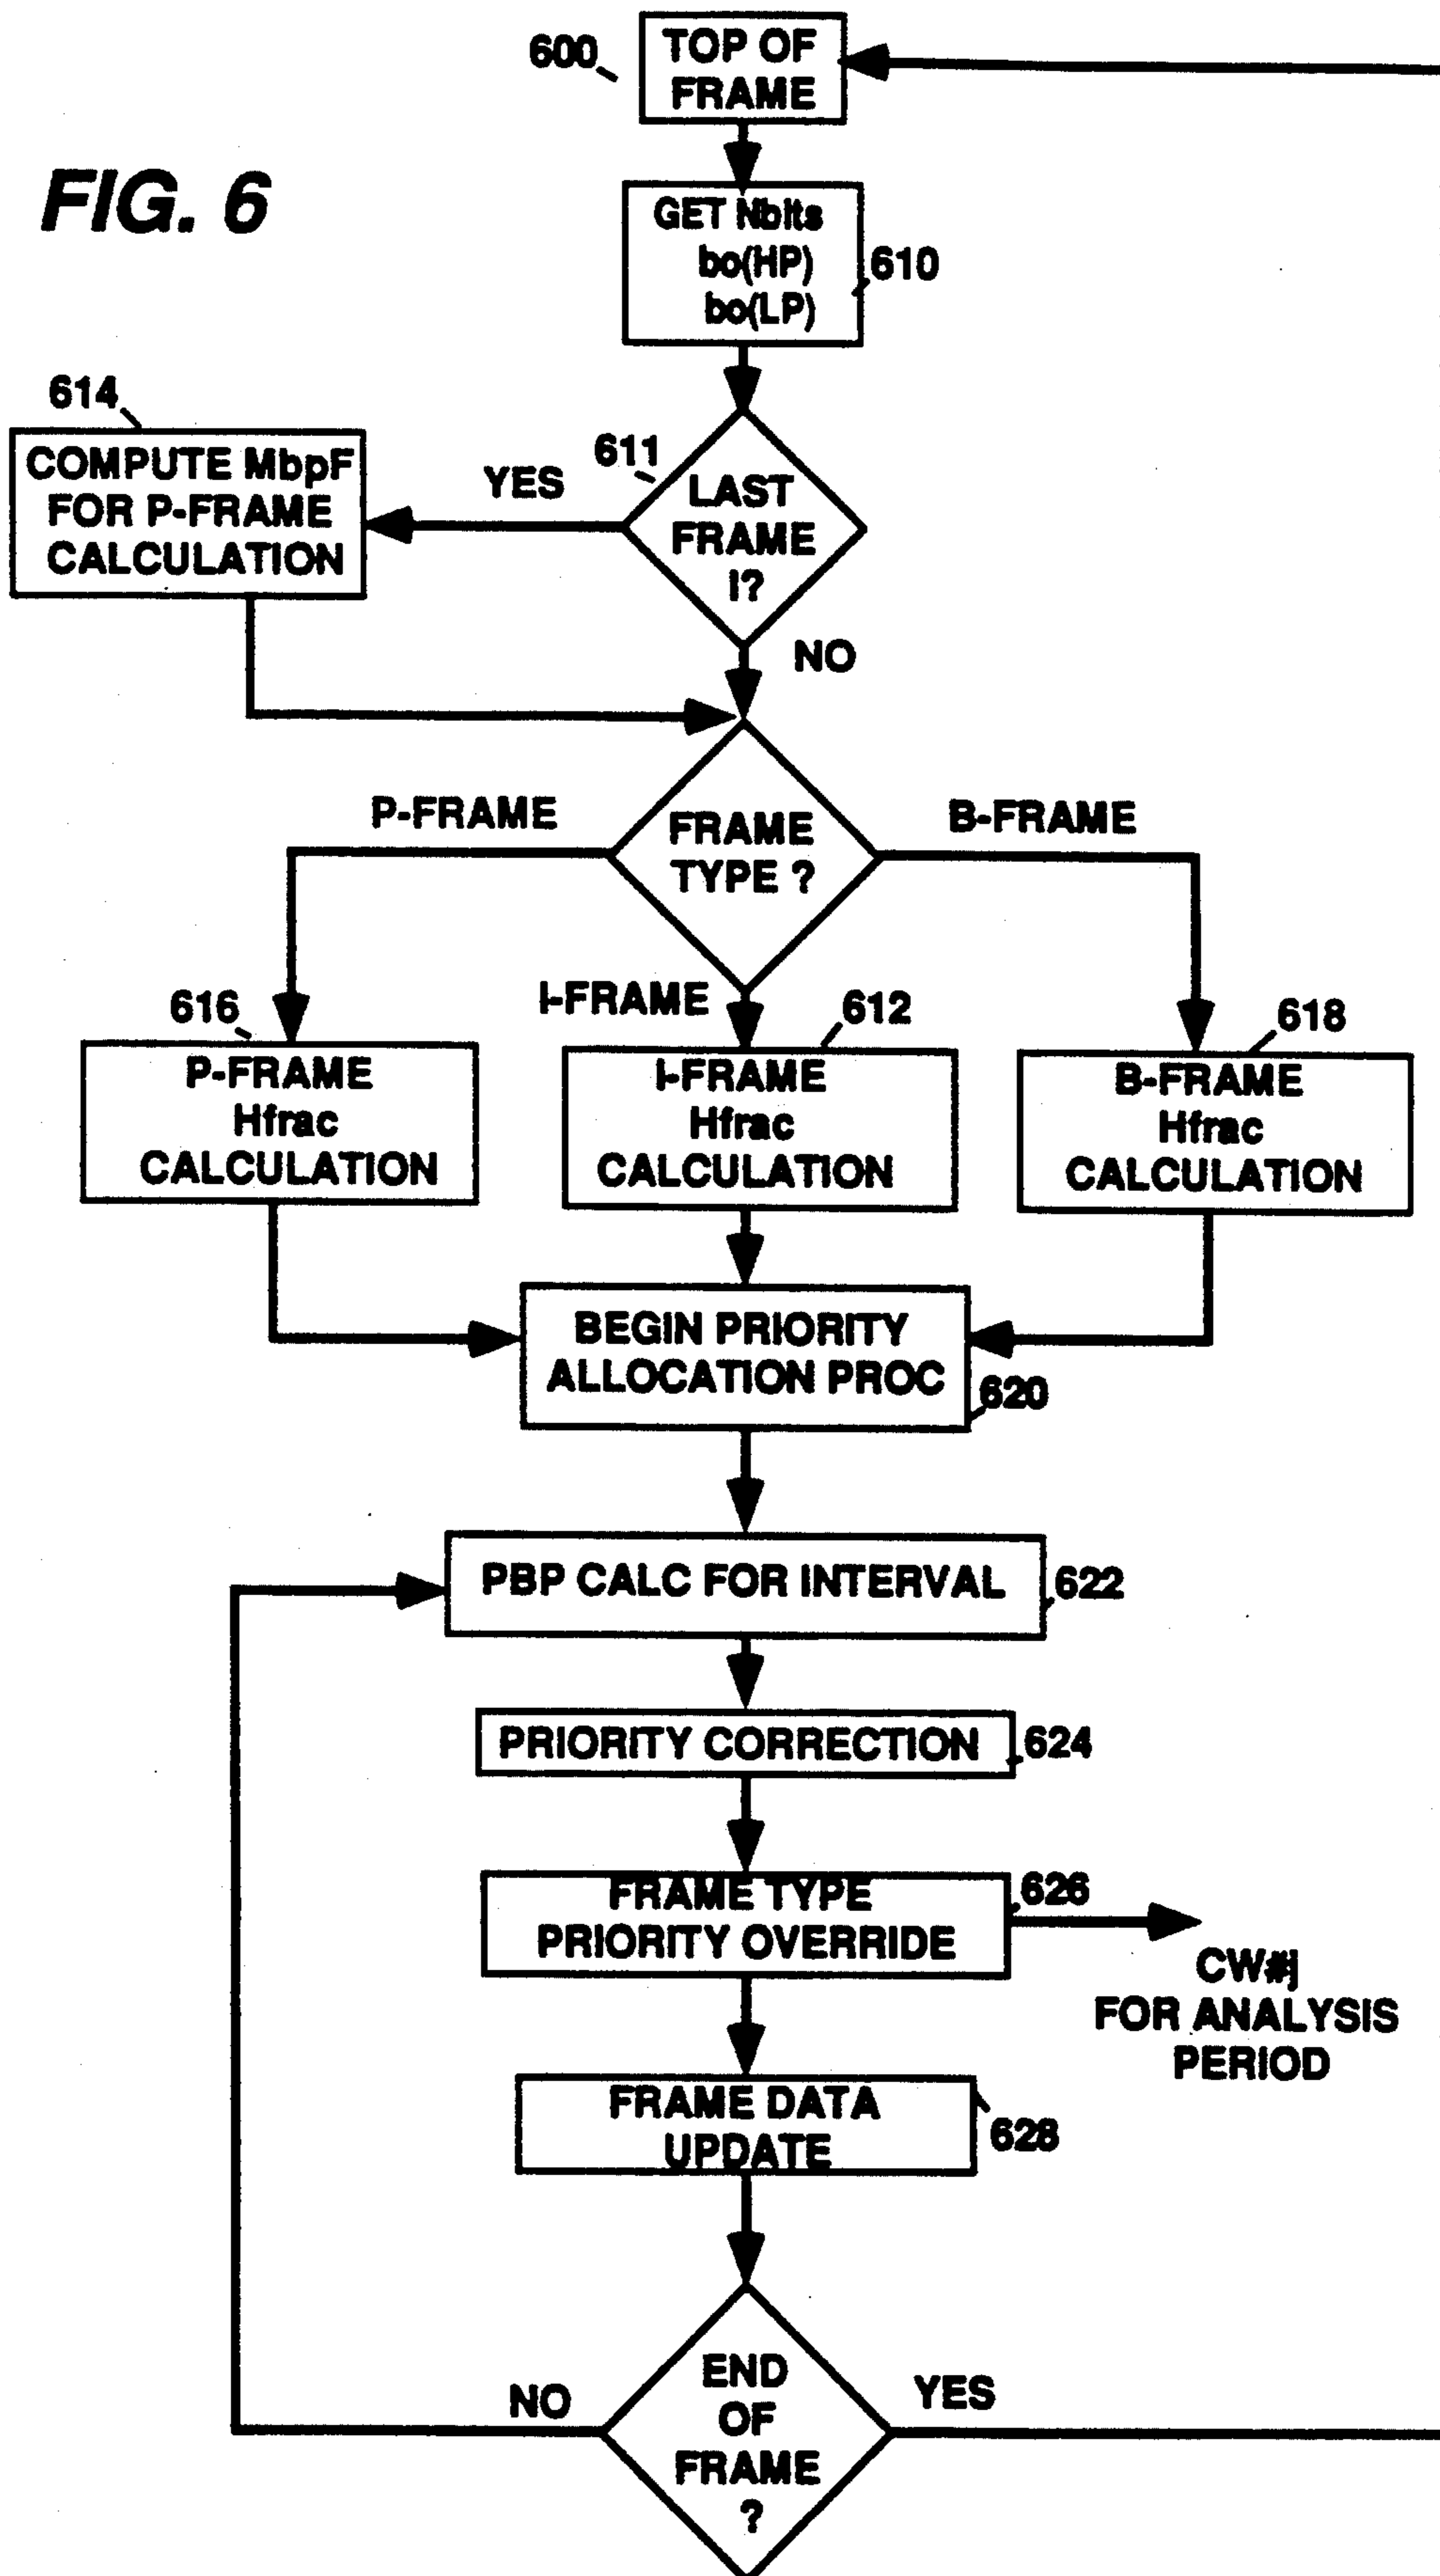 600
TOP OF
FRAME
FIG. 6
GET Nbits
bo(HP)
bo(LP)
610
614
COMPUTE MbpF
FOR P-FRAME
CALCULATION
YES
611
LAST
FRAME
I?
NO
P-FRAME
FRAME
TYPE ?
B-FRAME
616
I-FRAME
612
618
P-FRAME
Hfrac
CALCULATION
I-FRAME
Hfrac
CALCULATION
B-FRAME
Hfrac
CALCULATION
BEGIN PRIORITY
ALLOCATION PROC
620
PBP CALC FOR INTERVAL
622
PRIORITY CORRECTION
624
FRAME TYPE
PRIORITY OVERRIDE
626
CW#j
FOR ANALYSIS
PERIOD
FRAME DATA
UPDATE
628
NO
END
OF
FRAME
?
YES